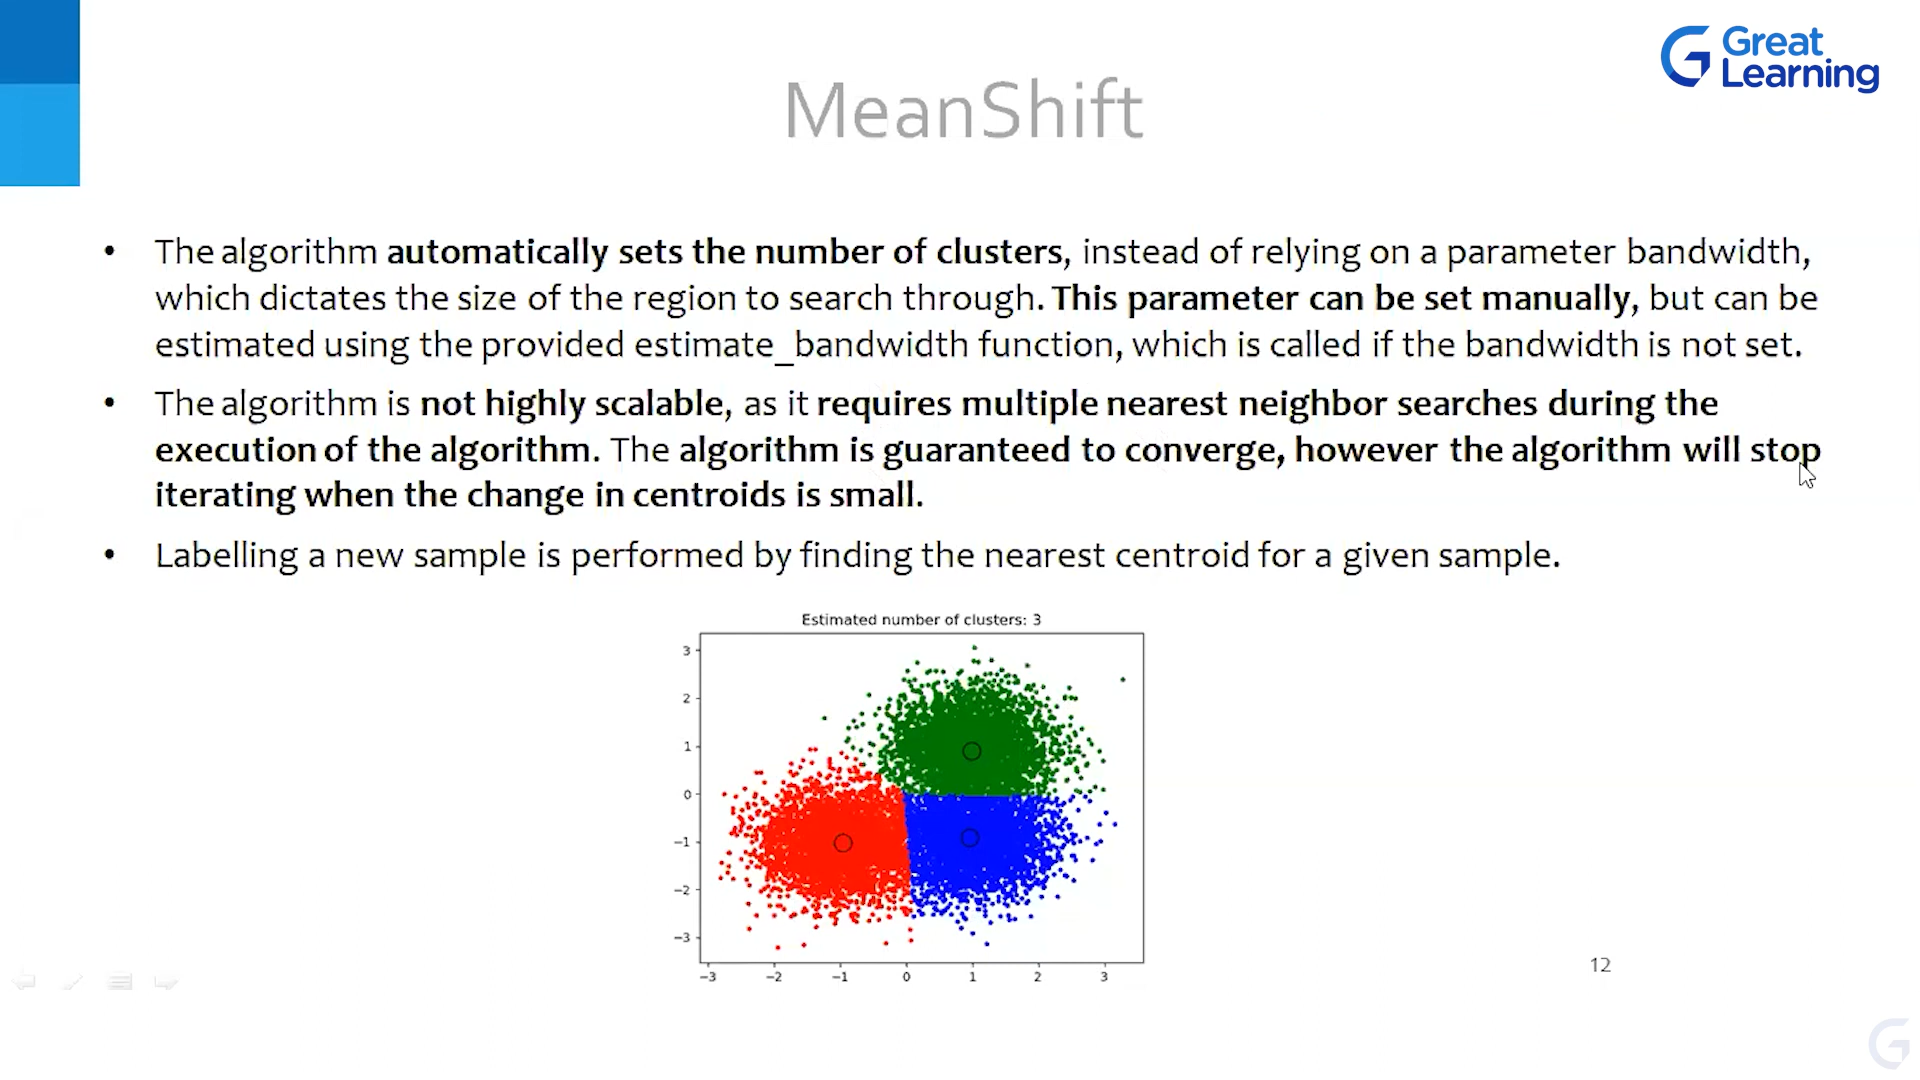 Great
Learning
MeanShift
• The algorithm automatically sets the number of clusters, instead of relying on a parameter bandwidth,
which dictates the size of the region to search through. This parameter can be set manually, but can be
estimated using the provided estimate_bandwidth function, which is called if the bandwidth is not set.
• The algorithm is not highly scalable, as it requires multiple nearest neighbor searches during the
execution of the algorithm. The algorithm is guaranteed to converge, however the algorithm will stop
iterating when the change in centroids is small.
• Labelling a new sample is performed by finding the nearest centroid for a given sample.
Estimated number of clusters: 3
3
2
1
0
−1
−2
−3
−3 −2 −1 0 1 2 3
12